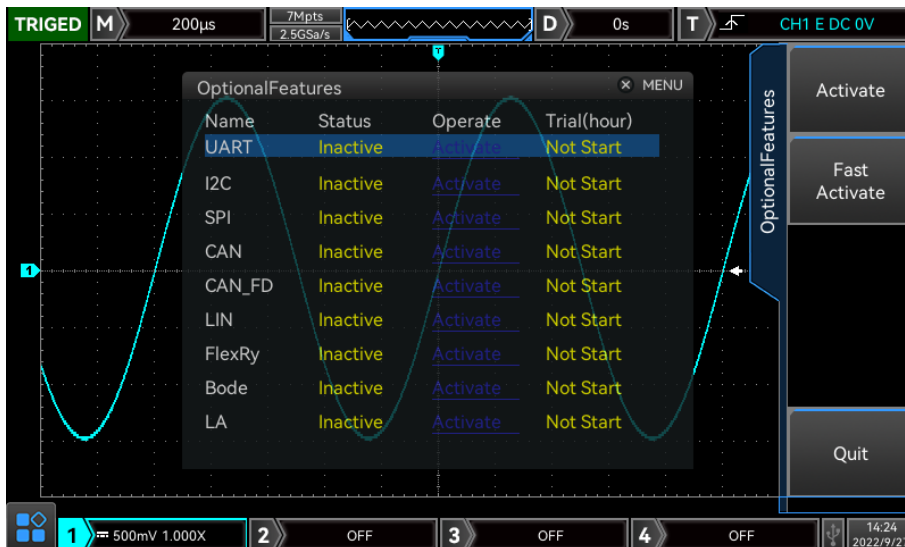 TRIGED M 200μs 7Mpts D 0s T CH1 E DC 0V
2.5GSa/s
T
OptionalFeatures MENU
Name Status Operate Trial(hour)
UART Inactive Activate Not Start
I2C Inactive Activate Not Start
SPI Inactive Activate Not Start
CAN Inactive Activate Not Start
1
CAN_FD Inactive Activate Not Start
LIN Inactive Activate Not Start
FlexRy Inactive Activate Not Start
Bode Inactive Activate Not Start
LA Inactive Activate Not Start
OptionalFeatures
Activate
Fast
Activate
Quit
1 500mV 1.000X 2 OFF 3 OFF 4 OFF 14:24
2022/9/27